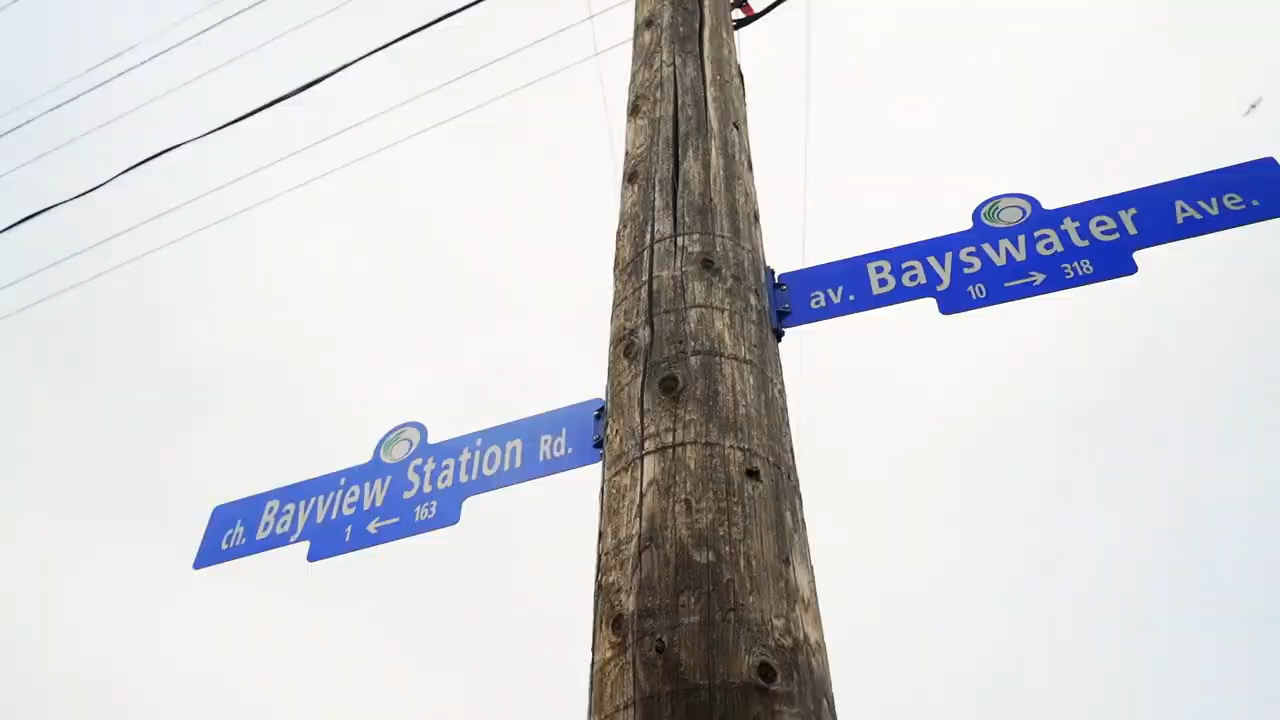 av. Bayswater Ave.
10 → 318
ch. Bayview Station Rd.
1 ← 163